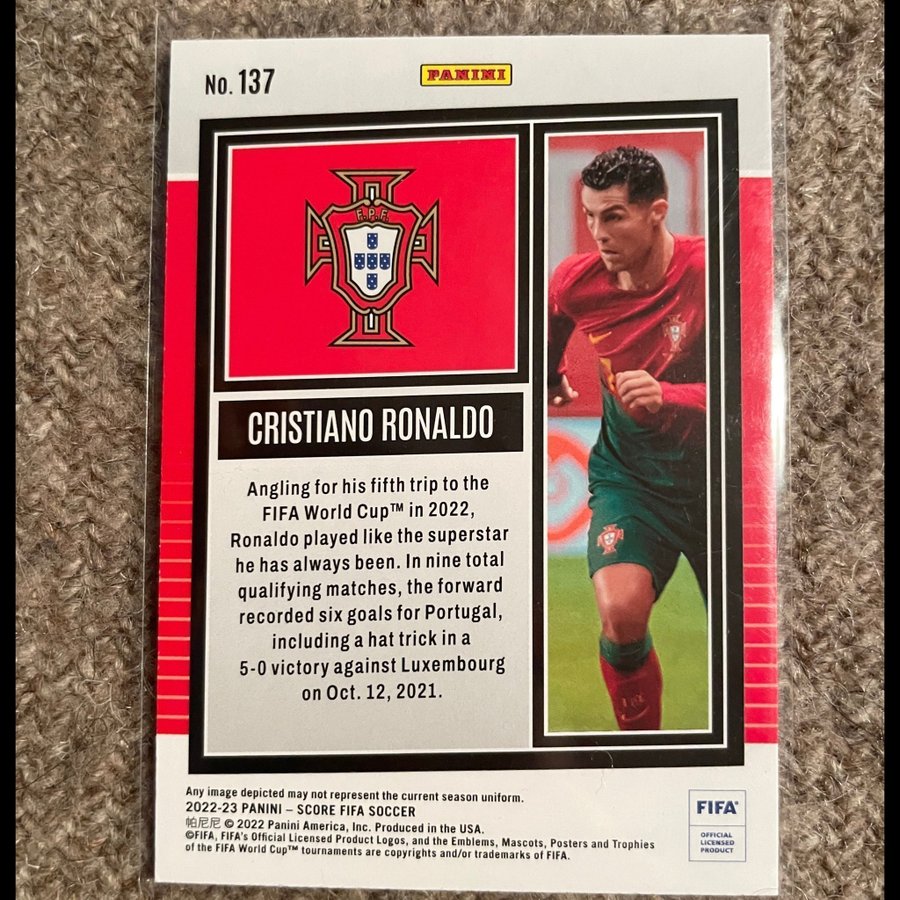 No. 137
PANINI
F.P.F.
CRISTIANO RONALDO
Angling for his fifth trip to the
FIFA World Cup™ in 2022,
Ronaldo played like the superstar
he has always been. In nine total
qualifying matches, the forward
recorded six goals for Portugal,
including a hat trick in a
5-0 victory against Luxembourg
on Oct. 12, 2021.
Any image depicted may not represent the current season uniform.
2022-23 PANINI – SCORE FIFA SOCCER
帕尼尼 © 2022 Panini America, Inc. Produced in the USA.
©FIFA, FIFA's Official Licensed Product Logos, and the Emblems, Mascots, Posters and Trophies
of the FIFA World Cup™ tournaments are copyrights and/or trademarks of FIFA.
FIFA®
OFFICIAL
LICENSED
PRODUCT